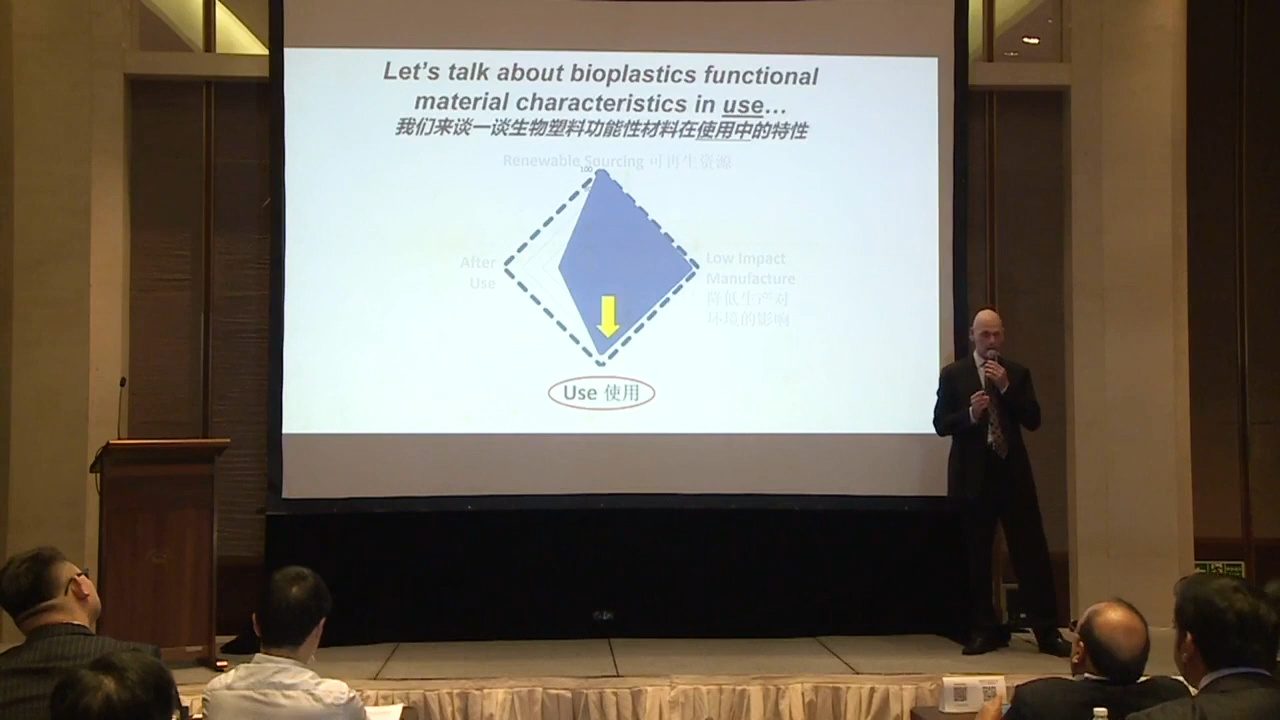 Let's talk about bioplastics functional
material characteristics in use...
我们来谈一谈生物塑料功能性材料在使用中的特性
Renewable Sourcing 可再生资源
100
After
Use
Low Impact
Manufacture
降低生产对
环境的影响
Use 使用